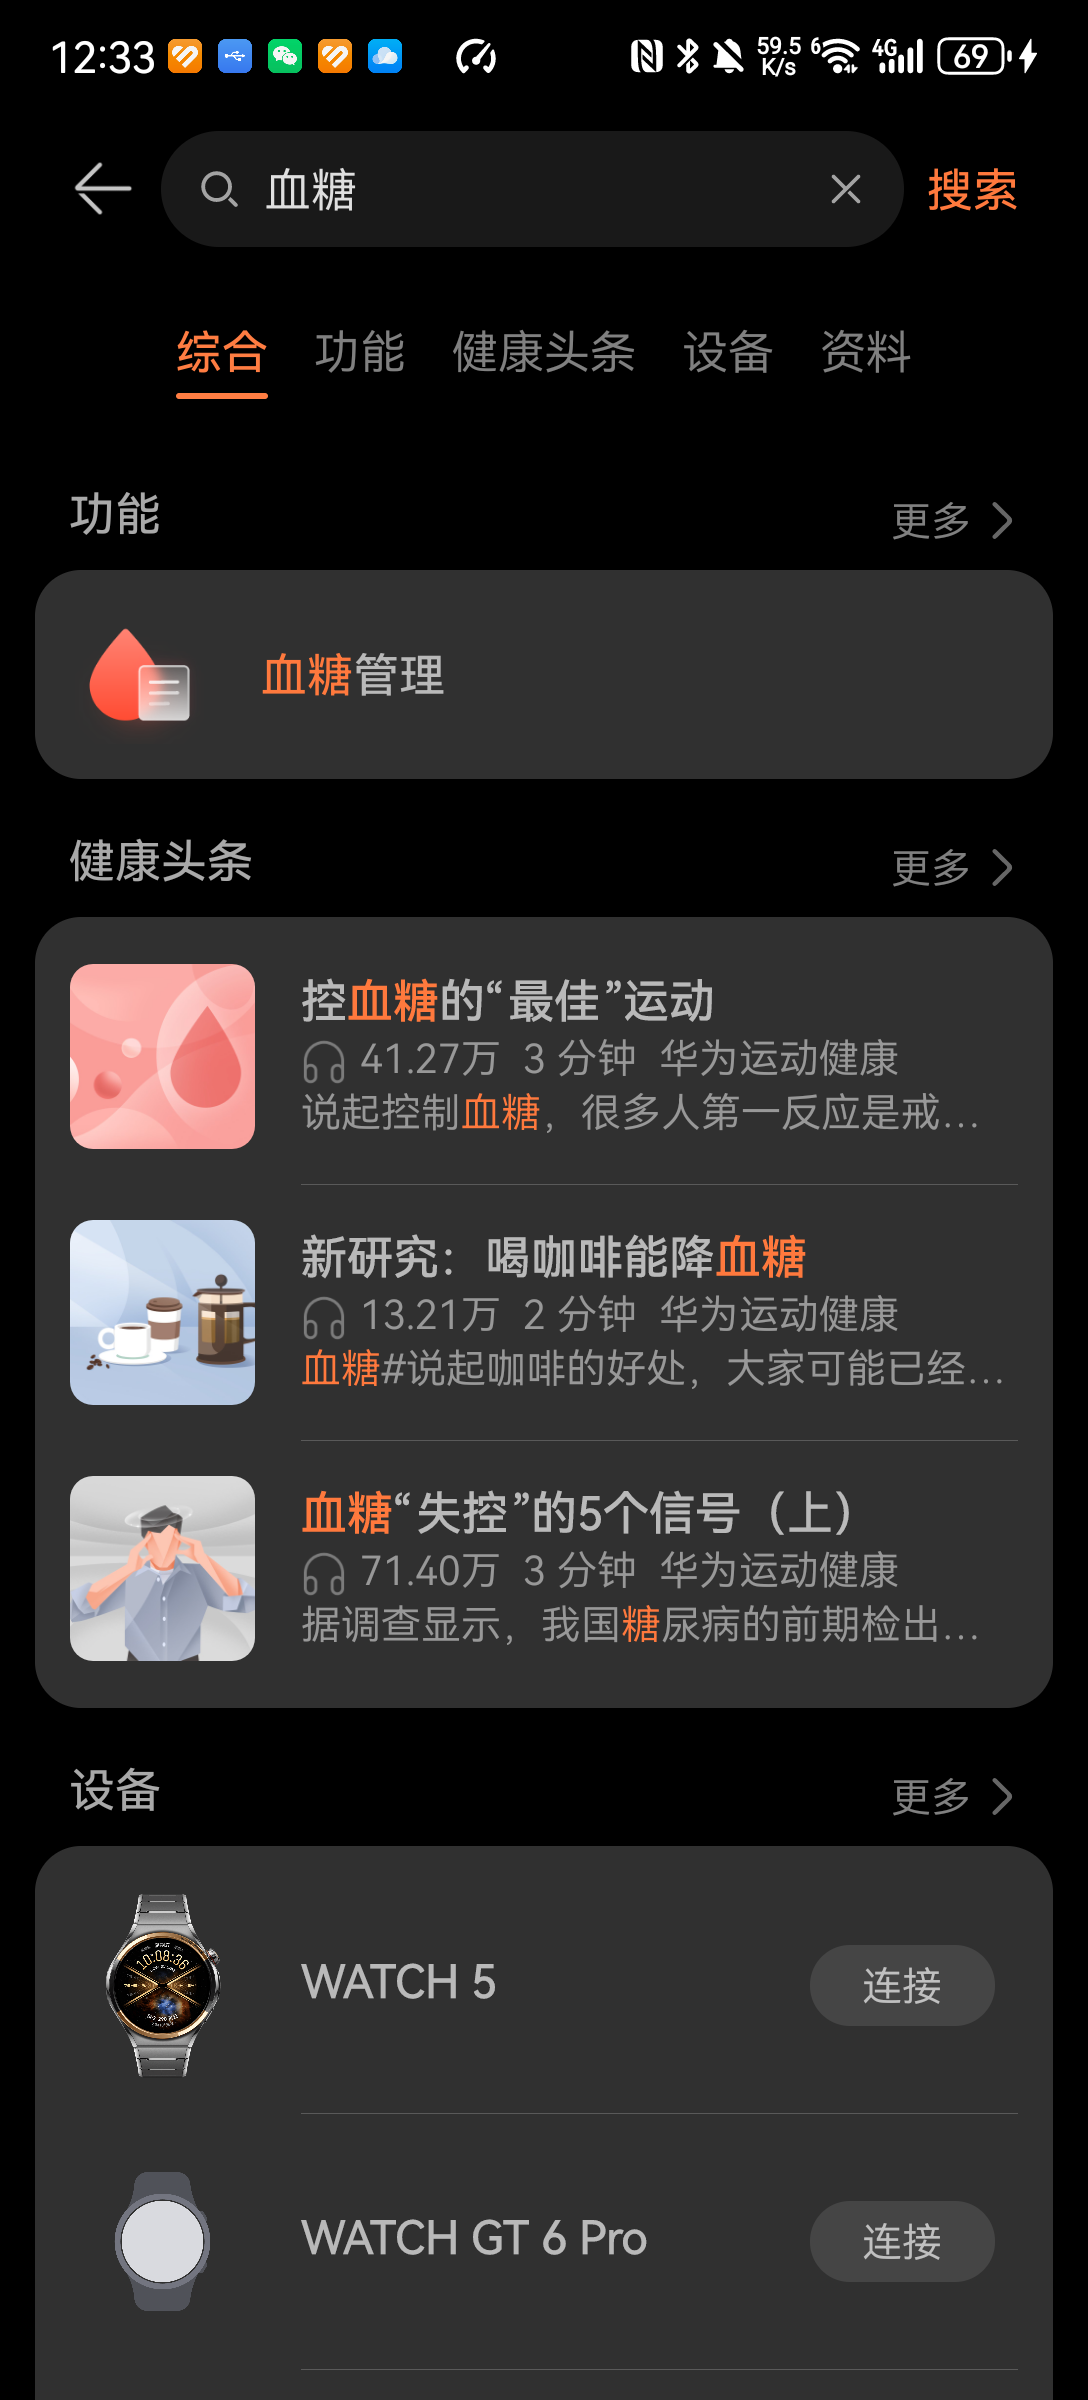 12:33 59.5 K/s 6 4G 69
血糖 搜索
综合 功能 健康头条 设备 资料
功能 更多
血糖管理
健康头条 更多
控血糖的“最佳”运动
41.27万 3 分钟 华为运动健康
说起控制血糖，很多人第一反应是戒...
新研究：喝咖啡能降血糖
13.21万 2 分钟 华为运动健康
血糖#说起咖啡的好处，大家可能已经...
血糖“失控”的5个信号（上）
71.40万 3 分钟 华为运动健康
据调查显示，我国糖尿病的前期检出...
设备 更多
10:08:36
WATCH 5 连接
WATCH GT 6 Pro 连接